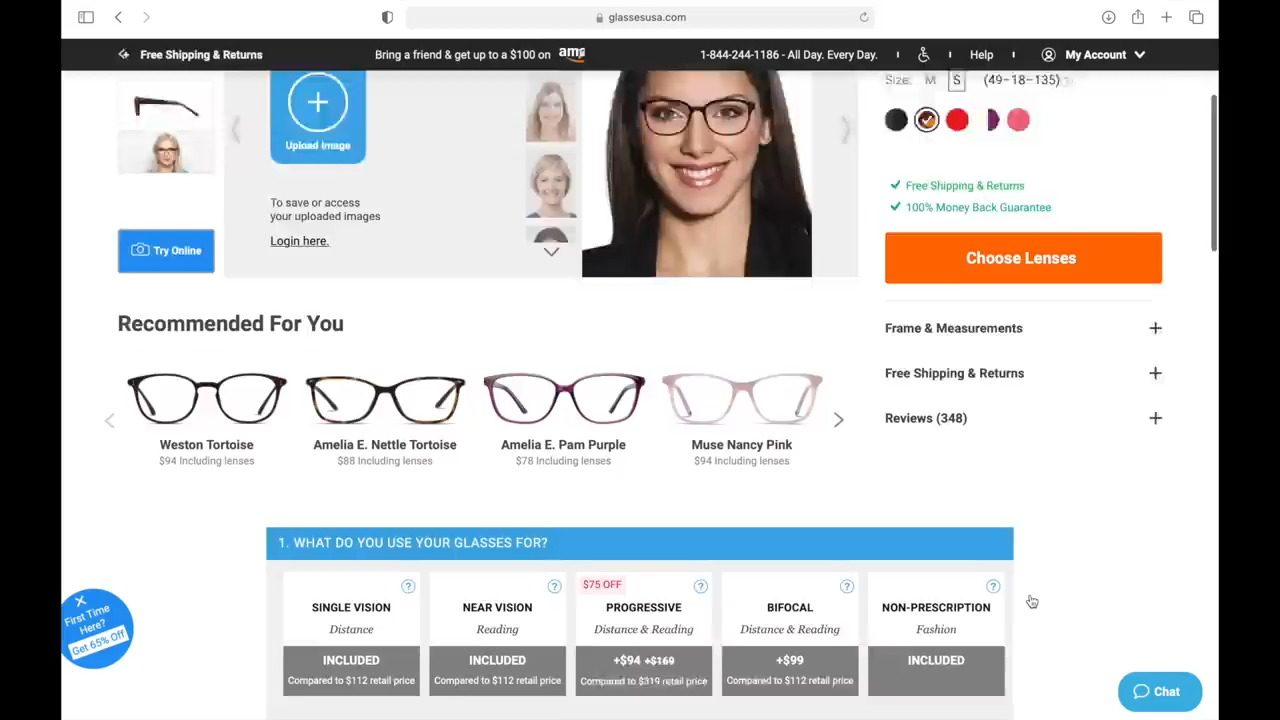 glassesusa.com
Free Shipping & Returns
Bring a friend & get up to a $100 on
1-844-244-1186 - All Day. Every Day.
Help
My Account
Size: M S (49-18-135)
Upload Image
To save or access
your uploaded images
Login here.
Try Online
Free Shipping & Returns
100% Money Back Guarantee
Choose Lenses
Frame & Measurements
Free Shipping & Returns
Reviews (348)
Recommended For You
Weston Tortoise
$94 Including lenses
Amelia E. Nettle Tortoise
$88 Including lenses
Amelia E. Pam Purple
$78 Including lenses
Muse Nancy Pink
$94 Including lenses
1. WHAT DO YOU USE YOUR GLASSES FOR?
SINGLE VISION
Distance
INCLUDED
Compared to $112 retail price
NEAR VISION
Reading
INCLUDED
Compared to $112 retail price
$75 OFF
PROGRESSIVE
Distance & Reading
+$94 +$169
Compared to $319 retail price
BIFOCAL
Distance & Reading
+$99
Compared to $112 retail price
NON-PRESCRIPTION
Fashion
INCLUDED
First Time
Here?
Get 65% Off
Chat